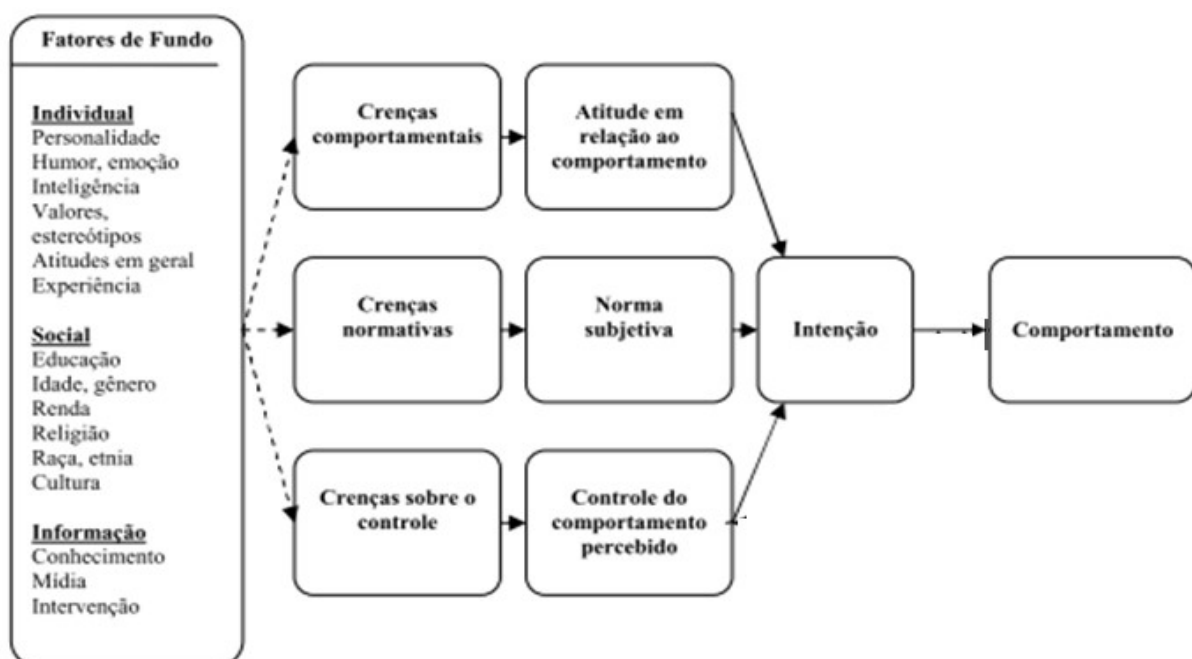 Fatores de Fundo
Individual
Personalidade
Humor, emoção
Inteligência
Valores,
estereótipos
Atitudes em geral
Experiência
Social
Educação
Idade, gênero
Renda
Religião
Raça, etnia
Cultura
Informação
Conhecimento
Mídia
Intervenção
Crenças
comportamentais
Atitude em
relação ao
comportamento
Crenças
normativas
Norma
subjetiva
Intenção
Comportamento
Crenças sobre o
controle
Controle do
comportamento
percebido